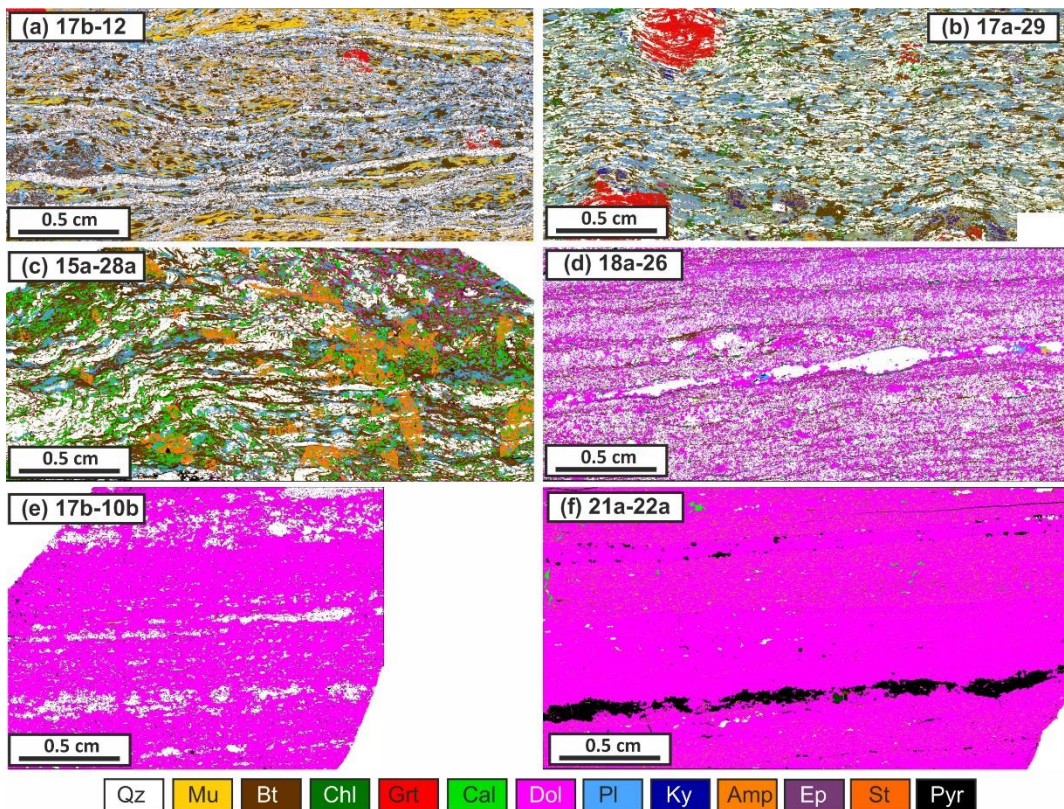 (a) 17b-12
(b) 17a-29
0.5 cm
0.5 cm
(c) 15a-28a
(d) 18a-26
0.5 cm
0.5 cm
(e) 17b-10b
(f) 21a-22a
0.5 cm
0.5 cm
Qz Mu Bt Chl Grt Cal Dol Pl Ky Amp Ep St Pyr